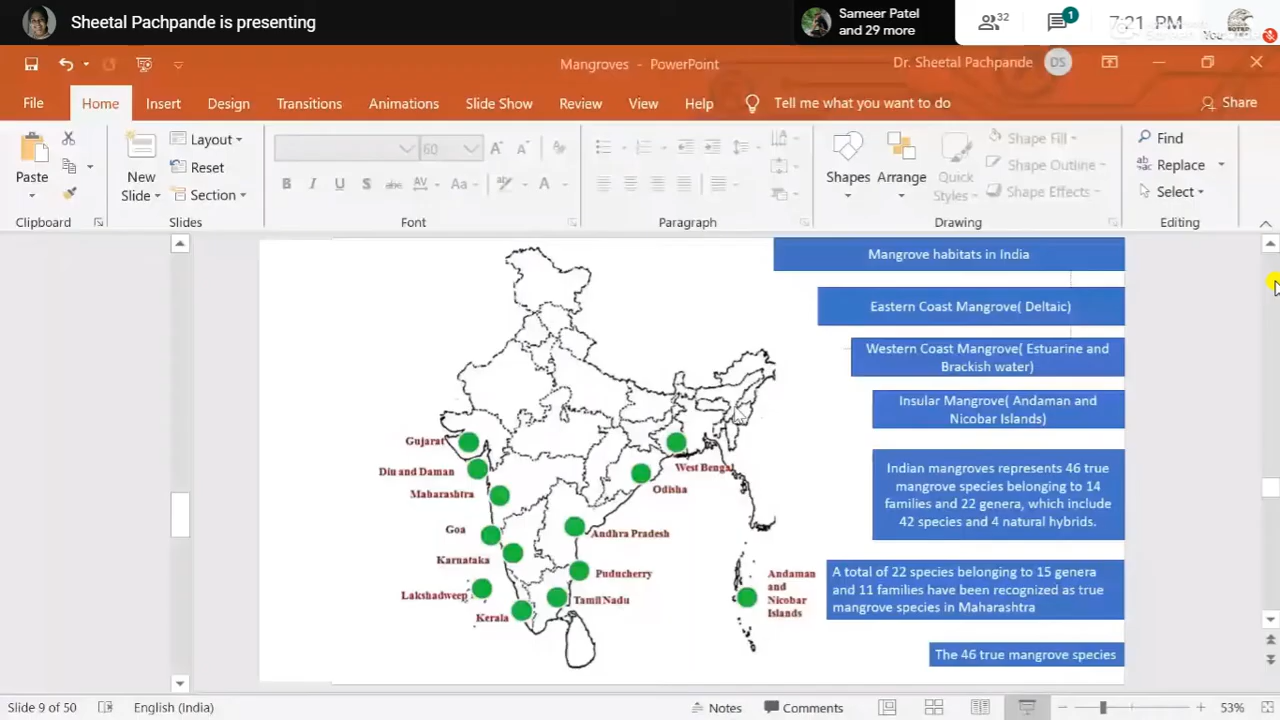 Sheetal Pachpande is presenting
Sameer Patel
and 29 more
32
1
7:21 PM
You
Mangroves - PowerPoint
Dr. Sheetal Pachpande
DS
File
Home
Insert
Design
Transitions
Animations
Slide Show
Review
View
Help
Tell me what you want to do
Share
Paste
New
Slide
Layout
Reset
Section
60
B
I
U
S
abc
AV
Aa
A
Shapes
Arrange
Quick
Styles
Shape Fill
Shape Outline
Shape Effects
Find
Replace
Select
Clipboard
Slides
Font
Paragraph
Drawing
Editing
Mangrove habitats in India
Eastern Coast Mangrove( Deltaic)
Western Coast Mangrove( Estuarine and
Brackish water)
Insular Mangrove( Andaman and
Nicobar Islands)
Indian mangroves represents 46 true
mangrove species belonging to 14
families and 22 genera, which include
42 species and 4 natural hybrids.
A total of 22 species belonging to 15 genera
and 11 families have been recognized as true
mangrove species in Maharashtra
The 46 true mangrove species
Gujarat
Diu and Daman
Maharashtra
Goa
Karnataka
Lakshadweep
Kerala
West Bengal
Odisha
Andhra Pradesh
Puducherry
Tamil Nadu
Andaman
and
Nicobar
Islands
Slide 9 of 50
English (India)
Notes
Comments
53%